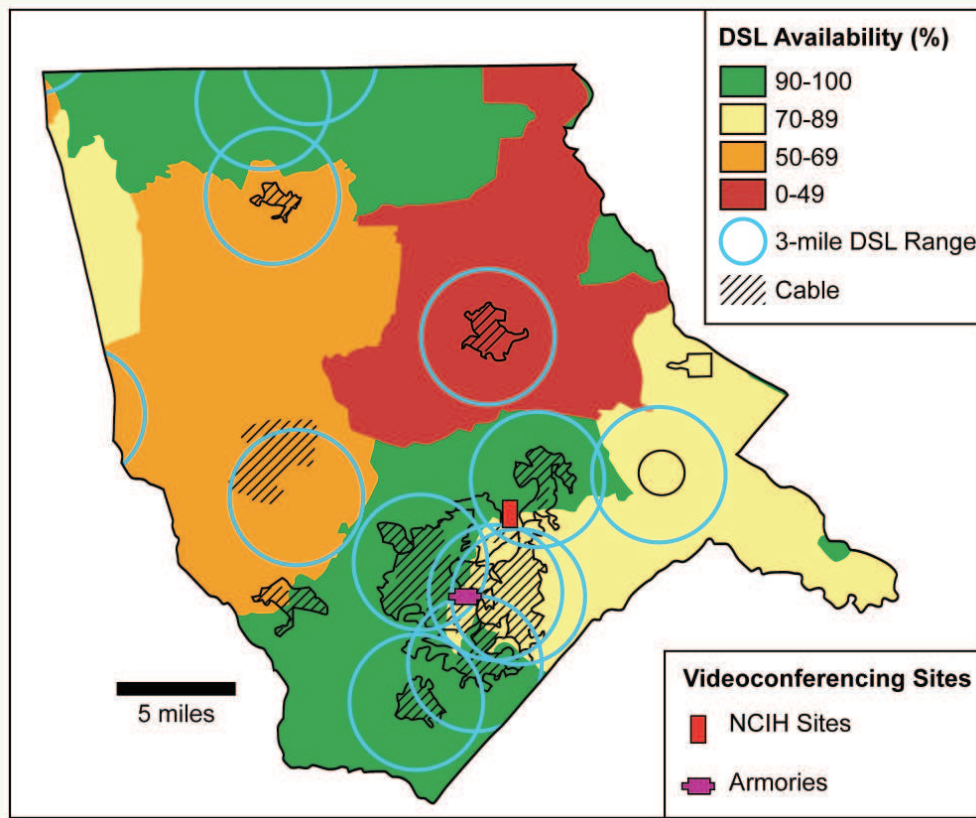 DSL Availability (%)
90-100
70-89
50-69
0-49
3-mile DSL Range
Cable
5 miles
Videoconferencing Sites
NCIH Sites
Armories